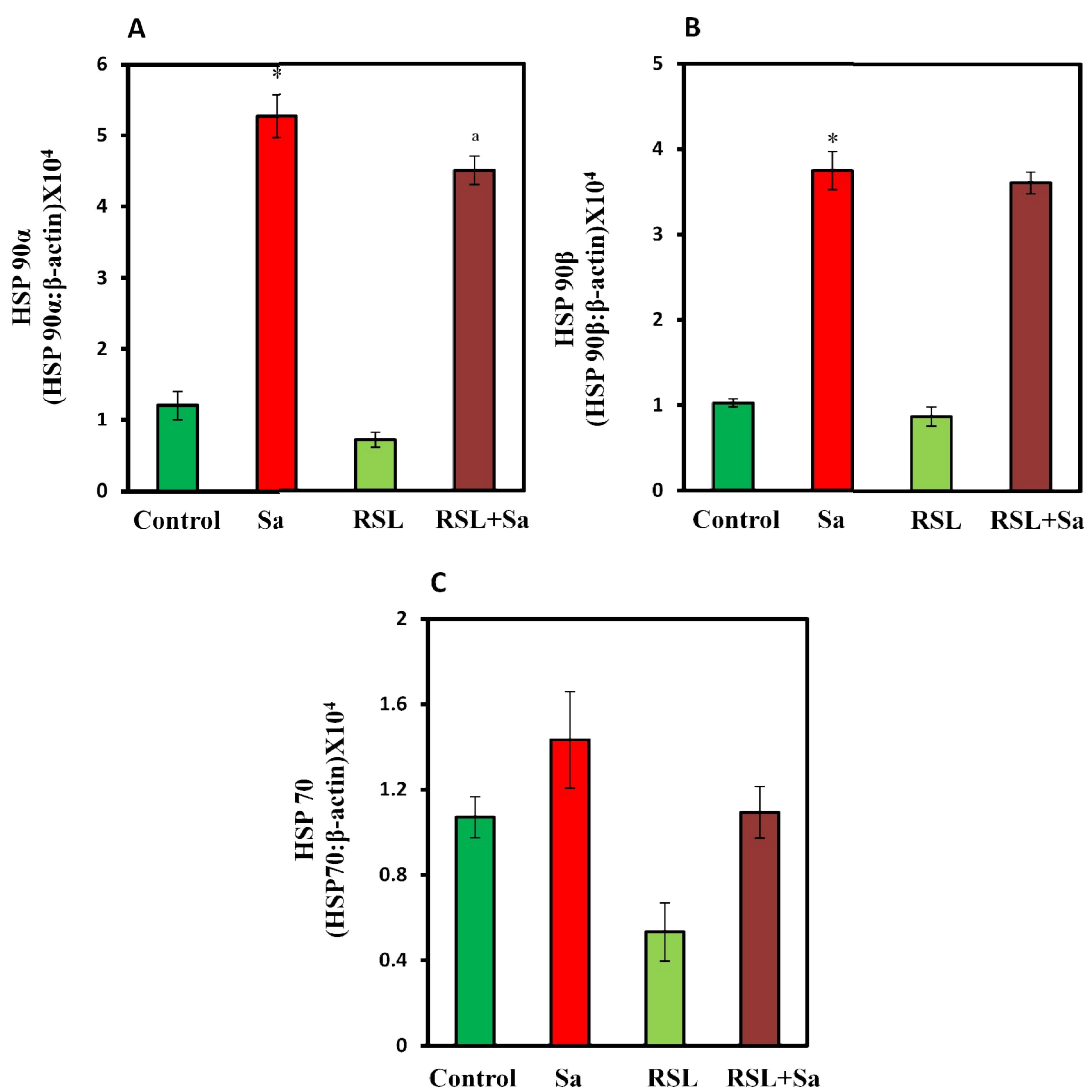 A
6
5
4
3
2
1
0
HSP 90α
(HSP 90α:β-actin)X10⁴
*
a
Control Sa RSL RSL+Sa
B
5
4
3
2
1
0
HSP 90β
(HSP 90β:β-actin)X10⁴
*
Control Sa RSL RSL+Sa
C
2
1.6
1.2
0.8
0.4
0
HSP 70
(HSP70:β-actin)X10⁴
Control Sa RSL RSL+Sa